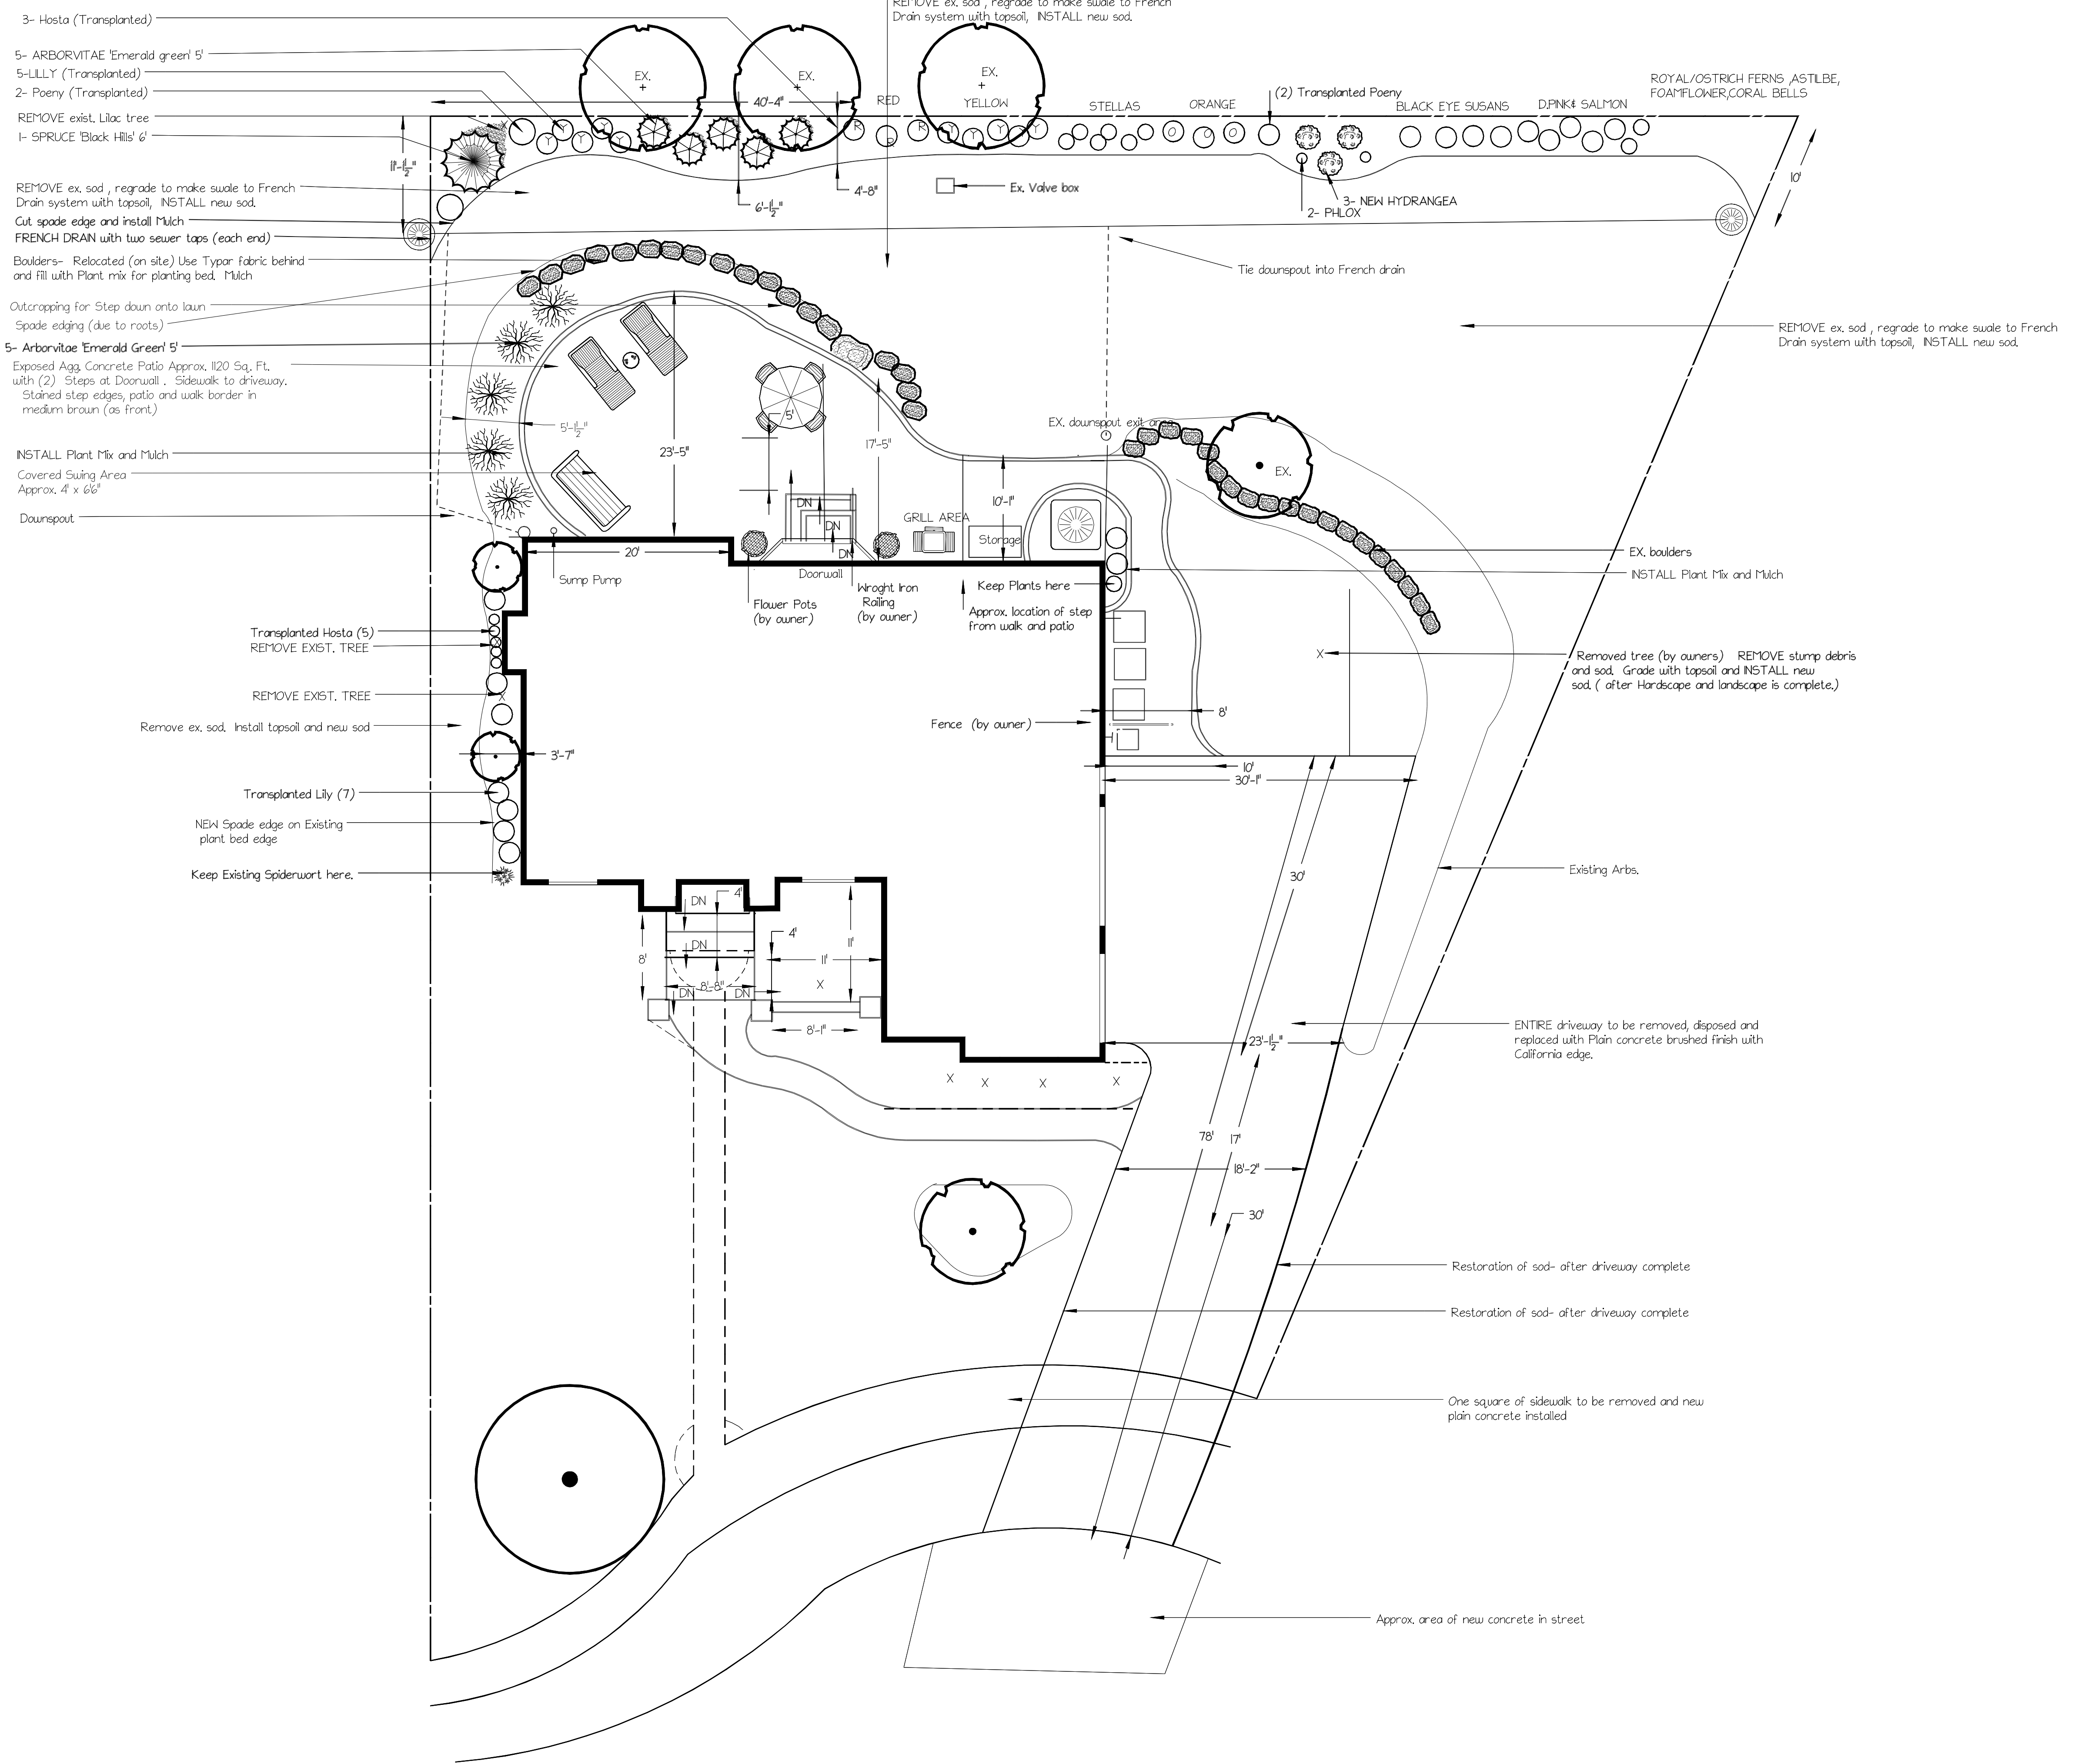 REMOVE ex. sod , regrade to make swale to French
Drain system with topsoil, INSTALL new sod.
3- Hosta (Transplanted)
5- ARBORVITAE 'Emerald green' 5'
5-LILLY (Transplanted)
2- Poeny (Transplanted)
REMOVE exist. Lilac tree
1- SPRUCE 'Black Hills' 6'
EX.
EX.
EX.
40'-4"
RED
YELLOW
STELLAS
ORANGE
(2) Transplanted Poeny
BLACK EYE SUSANS
D,PINK& SALMON
ROYAL/OSTRICH FERNS ,ASTILBE,
FOAMFLOWER,CORAL BELLS
Y
Y
Y
Y
Y
R
R
R
Y
Y
Y
Y
Y
O
O
O
11'-1½"
10'
4'-8"
6'-1½"
Ex. Valve box
3- NEW HYDRANGEA
2- PHLOX
REMOVE ex. sod , regrade to make swale to French
Drain system with topsoil, INSTALL new sod.
Cut spade edge and install Mulch
FRENCH DRAIN with two sewer taps (each end)
Boulders- Relocated (on site) Use Typar fabric behind
and fill with Plant mix for planting bed. Mulch
Tie downspout into French drain
Outcropping for Step down onto lawn
Spade edging (due to roots)
5- Arborvitae 'Emerald Green' 5'
REMOVE ex. sod , regrade to make swale to French
Drain system with topsoil, INSTALL new sod.
Exposed Agg. Concrete Patio Approx. 1120 Sq. Ft.
with (2) Steps at Doorwall . Sidewalk to driveway.
Stained step edges, patio and walk border in
medium brown (as front)
5'
5'-1½"
23'-5"
17'-5"
EX. downspout exit area
INSTALL Plant Mix and Mulch
Covered Swing Area
Approx. 4' x 6'6"
EX.
10'-1"
DN
DN
DN
GRILL AREA
Storage
Downspout
20'
Sump Pump
Doorwall
Flower Pots
(by owner)
Wroght Iron
Railing
(by owner)
Keep Plants here
Approx. location of step
from walk and patio
EX. boulders
INSTALL Plant Mix and Mulch
Transplanted Hosta (5)
REMOVE EXIST. TREE
X
X
Removed tree (by owners) REMOVE stump debris
and sod. Grade with topsoil and INSTALL new
sod. ( after Hardscape and landscape is complete.)
REMOVE EXIST. TREE
X
Remove ex. sod. Install topsoil and new sod
Fence (by owner)
8'
3'-7"
10'
30'-1"
Transplanted Lily (7)
NEW Spade edge on Existing
plant bed edge
Keep Existing Spiderwort here.
30'
Existing Arbs.
DN
4'
DN
4'
8'
11'
11'
8'-8"
DN
DN
X
8'-1"
ENTIRE driveway to be removed, disposed and
replaced with Plain concrete brushed finish with
California edge.
23'-1½"
X
X
X
X
78'
17'
18'-2"
30'
Restoration of sod- after driveway complete
Restoration of sod- after driveway complete
One square of sidewalk to be removed and new
plain concrete installed
Approx. area of new concrete in street